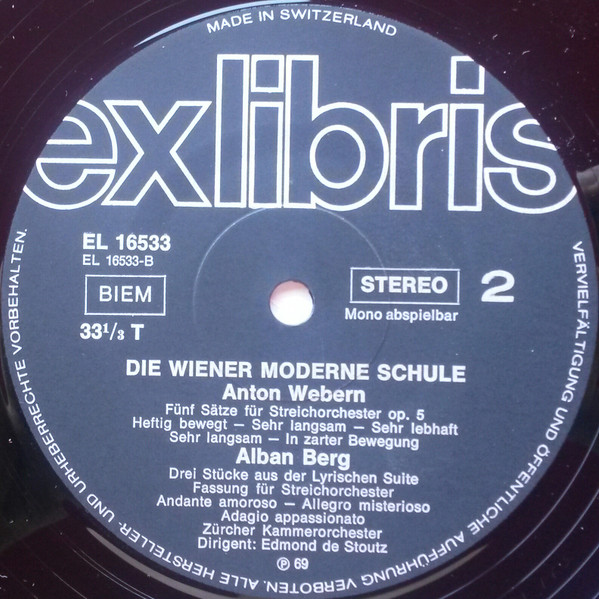 MADE IN SWITZERLAND
exlibris
EL 16533
EL 16533-B
BIEM
33¹/₃ T
STEREO 2
Mono abspielbar
DIE WIENER MODERNE SCHULE
Anton Webern
Fünf Sätze für Streichorchester op. 5
Heftig bewegt – Sehr langsam – Sehr lebhaft
Sehr langsam – In zarter Bewegung
Alban Berg
Drei Stücke aus der Lyrischen Suite
Fassung für Streichorchester
Andante amoroso – Allegro misterioso
Adagio appassionato
Zürcher Kammerorchester
Dirigent: Edmond de Stoutz
℗ 69
VERVIELFÄLTIGUNG UND ÖFFENTLICHE AUFFÜHRUNG VERBOTEN. ALLE HERSTELLER- UND URHEBERRECHTE VORBEHALTEN.